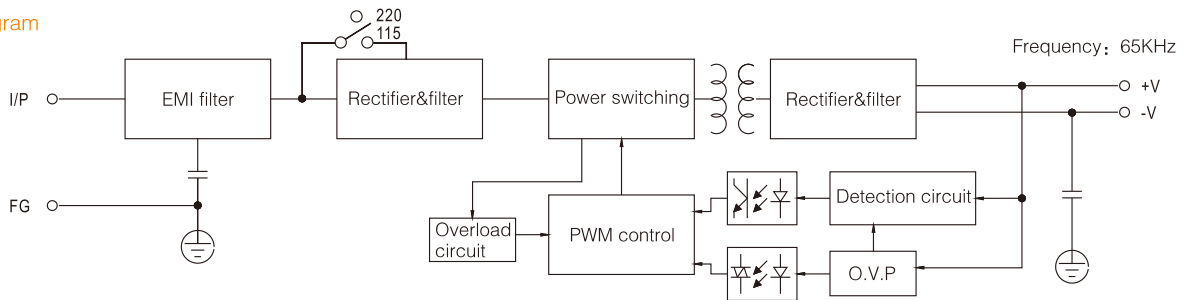 gram
220
115
Frequency: 65KHz
I/P
EMI filter
Rectifier&filter
Power switching
Rectifier&filter
+V
-V
FG
Overload
circuit
PWM control
Detection circuit
O.V.P